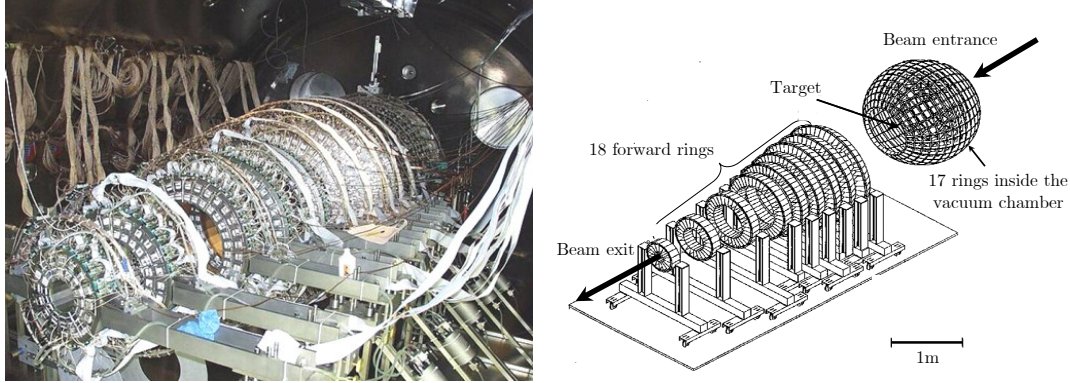 Beam entrance
Target
18 forward rings
17 rings inside the
vacuum chamber
Beam exit
1m